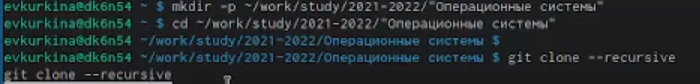 evkurkina@dk6n54 ~ $ mkdir -p ~/work/study/2021-2022/"Операционные системы"
evkurkina@dk6n54 ~ $ cd ~/work/study/2021-2022/"Операционные системы"
evkurkina@dk6n54 ~/work/study/2021-2022/Операционные системы $
evkurkina@dk6n54 ~/work/study/2021-2022/Операционные системы $ git clone --recursive
git clone --recursive